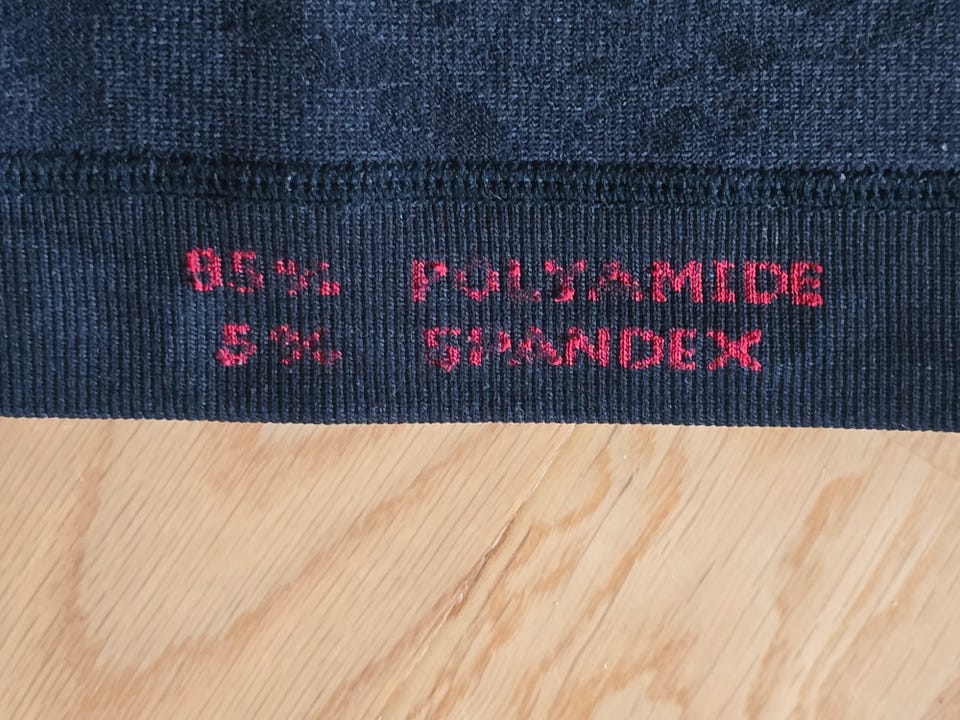 95% POLYAMIDE
5% SPANDEX